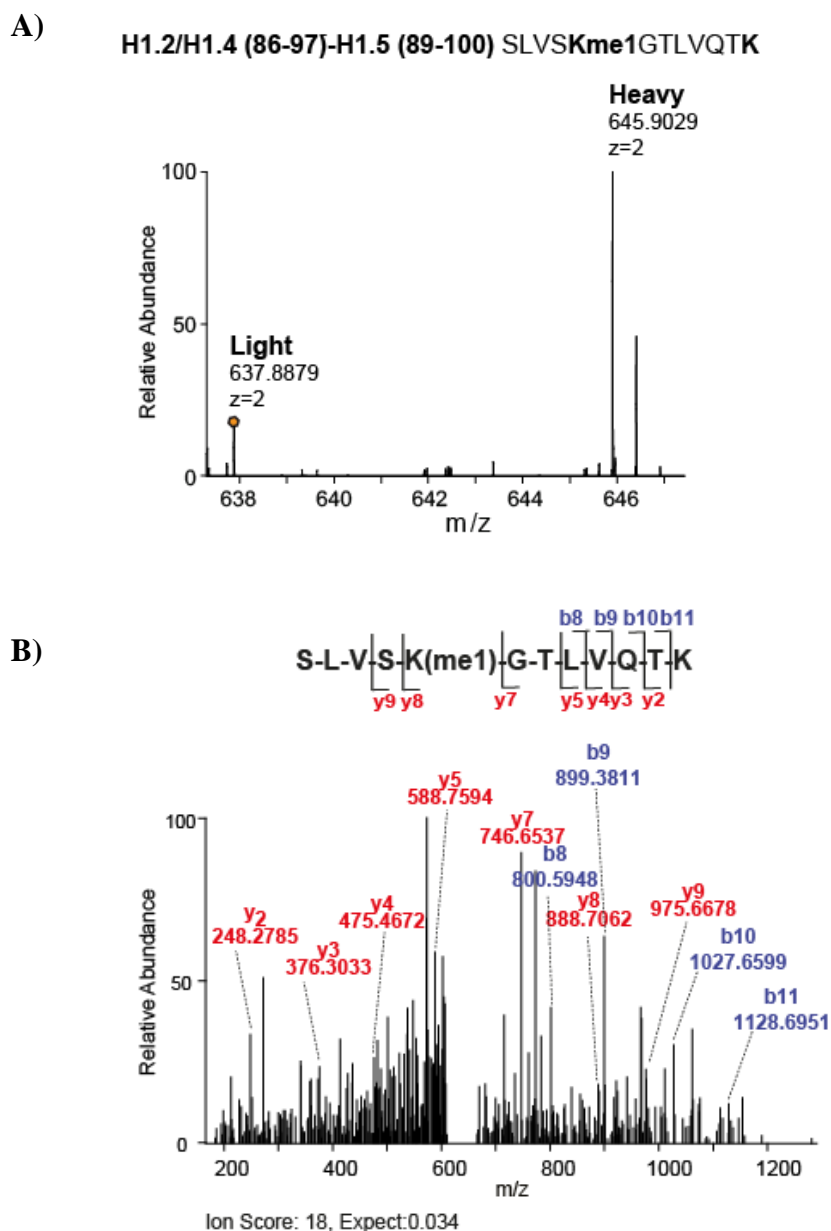 A)
H1.2/H1.4 (86-97)-H1.5 (89-100) SLVSKme1GTLVQTK
Heavy
645.9029
z=2
100
50
0
Relative Abundance
Light
637.8879
z=2
638 640 642 644 646
m/z
B)
b8 b9 b10 b11
S-L-V-S-K(me1)-G-T-L-V-Q-T-K
y9 y8 y7 y5 y4 y3 y2
b9
899.3811
y5
588.7594
y7
746.6537
b8
800.5948
y4
475.4672
y8
888.7062
y9
975.6678
y2
248.2785
y3
376.3033
b10
1027.6599
b11
1128.6951
100
50
0
Relative Abundance
200 400 600 800 1000 1200
m/z
Ion Score: 18, Expect:0.034